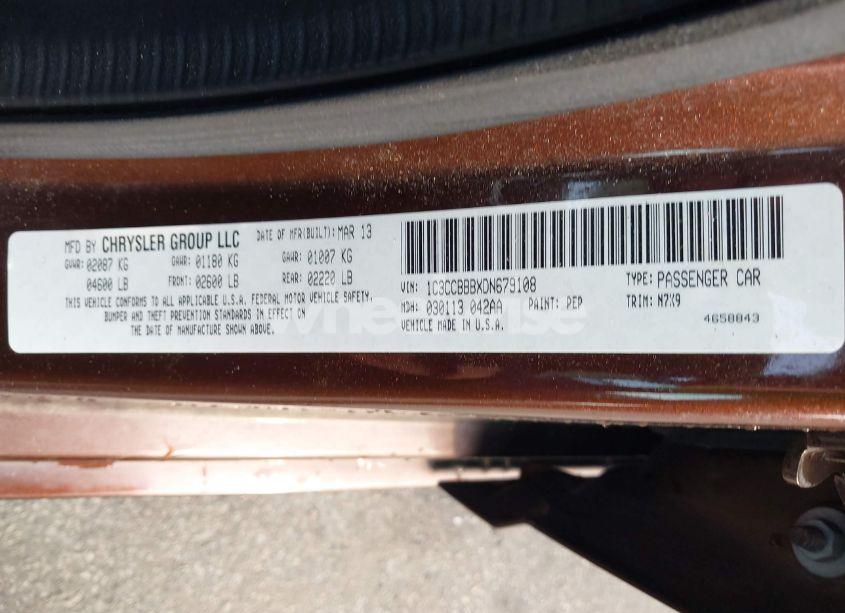 MFD BY CHRYSLER GROUP LLC DATE OF MFR(BUILT): MAR 13
GVWR: 02087 KG GAWR: 01180 KG GAWR: 01007 KG
04600 LB FRONT: 02600 LB REAR: 02220 LB
THIS VEHICLE CONFORMS TO ALL APPLICABLE U.S.A. FEDERAL MOTOR VEHICLE SAFETY,
BUMPER AND THEFT PREVENTION STANDARDS IN EFFECT ON
THE DATE OF MANUFACTURE SHOWN ABOVE.
VIN: 1C3CCBBBXDN679108 TYPE: PASSENGER CAR
MDH: 030113 042AA PAINT: PEP TRIM: N7X9
VEHICLE MADE IN U.S.A. 4658843